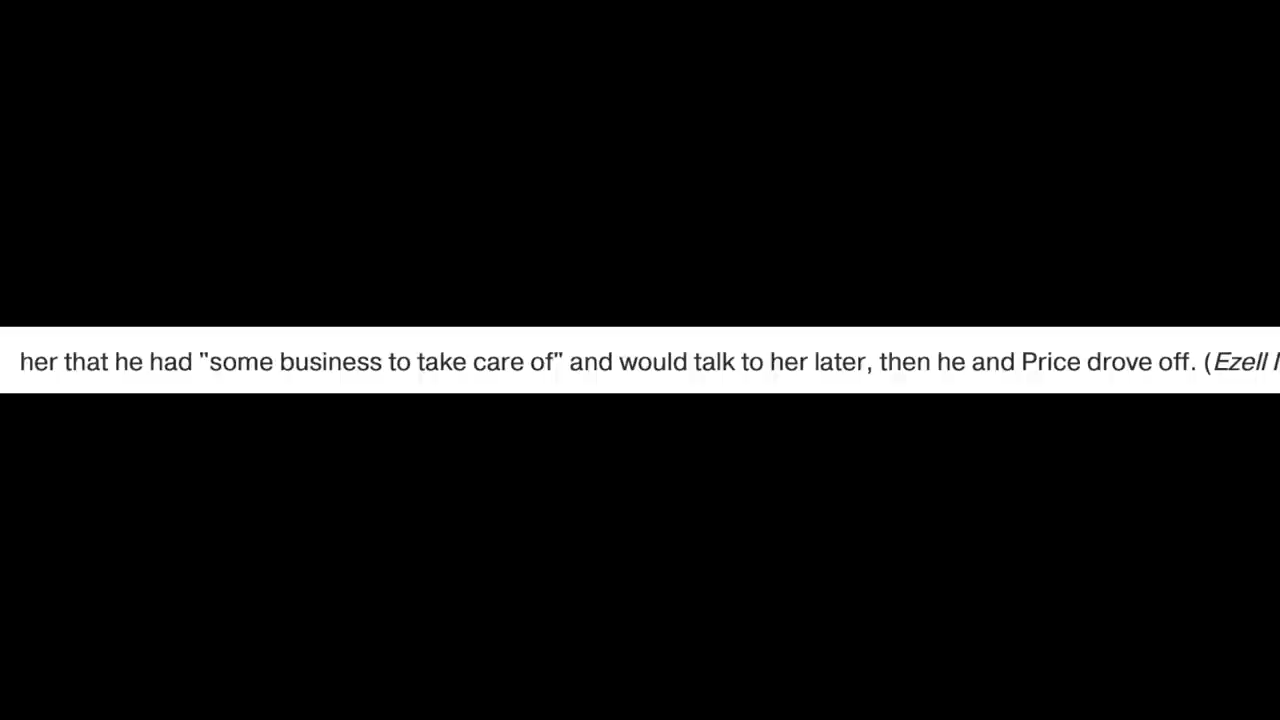 her that he had "some business to take care of" and would talk to her later, then he and Price drove off. (Ezell